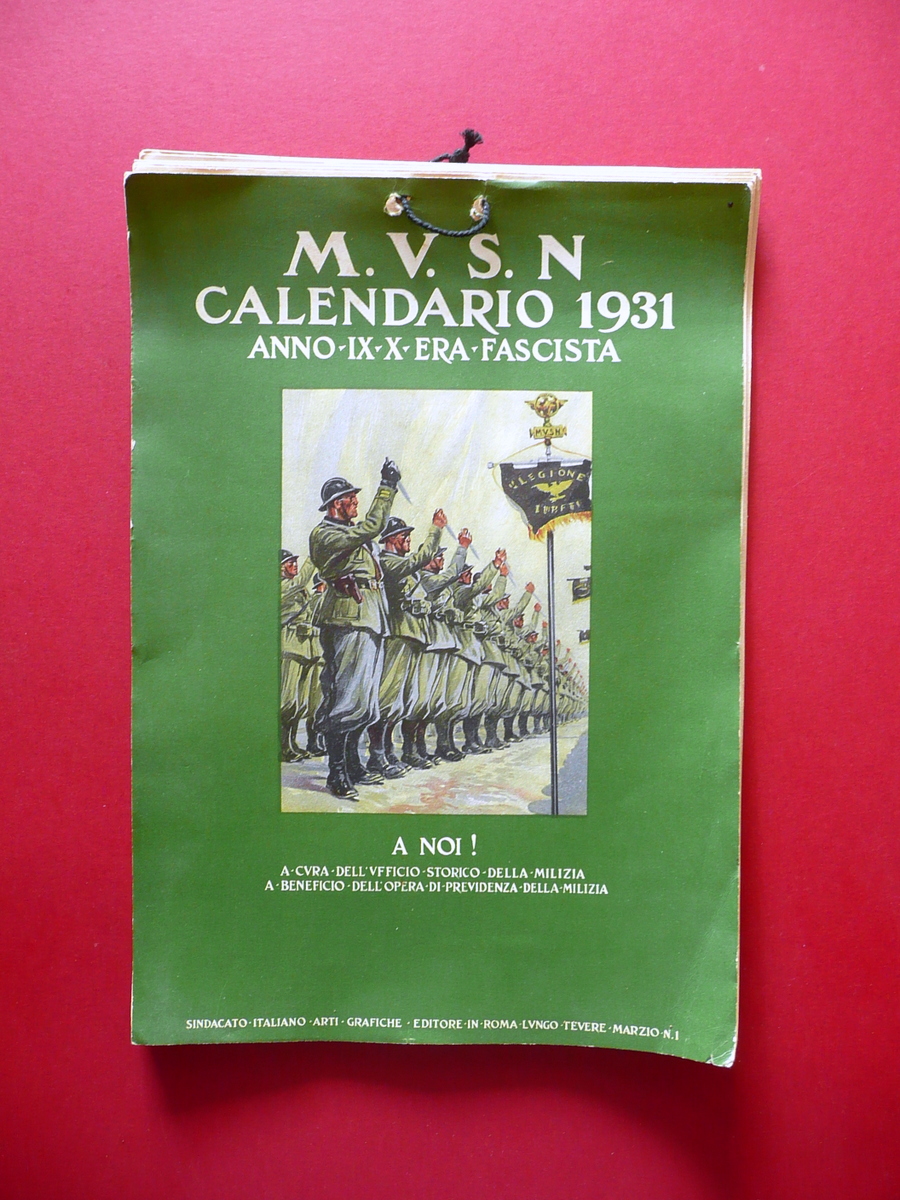 M. V. S. N
CALENDARIO 1931
ANNO-IX-X-ERA-FASCISTA
M.V.S.N.
LEGIONE
A NOI !
A-CVRA-DELL'VFFICIO-STORICO-DELLA-MILIZIA
A-BENEFICIO-DELL'OPERA-DI-PREVIDENZA-DELLA-MILIZIA
SINDACATO-ITALIANO-ARTI-GRAFICHE-EDITORE-IN-ROMA-LVNGO-TEVERE-MARZIO-N.1